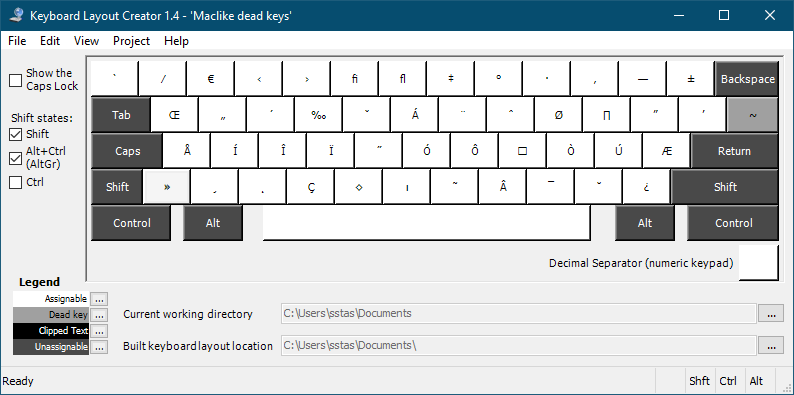 Keyboard Layout Creator 1.4 - 'Maclike dead keys'
File Edit View Project Help
Show the
Caps Lock
Shift states:
Shift
Alt+Ctrl
(AltGr)
Ctrl
` ⁄ € ‹ › ﬁ ﬂ ‡ ° · ‚ — ± Backspace
Tab Œ „ ´ ‰ ˇ Á ¨ ˆ Ø ∏ ” ’ ~
Caps Å Í Î Ï ˝ Ó Ô □ Ò Ú Æ Return
Shift » ¸ ˛ Ç ◊ ı ˜ Â ¯ ˘ ¿ Shift
Control Alt Alt Control
Decimal Separator (numeric keypad)
Legend
Assignable ...
Dead key ...
Clipped Text ...
Unassignable ...
Current working directory C:\Users\sstas\Documents ...
Built keyboard layout location C:\Users\sstas\Documents\ ...
Ready Shft Ctrl Alt